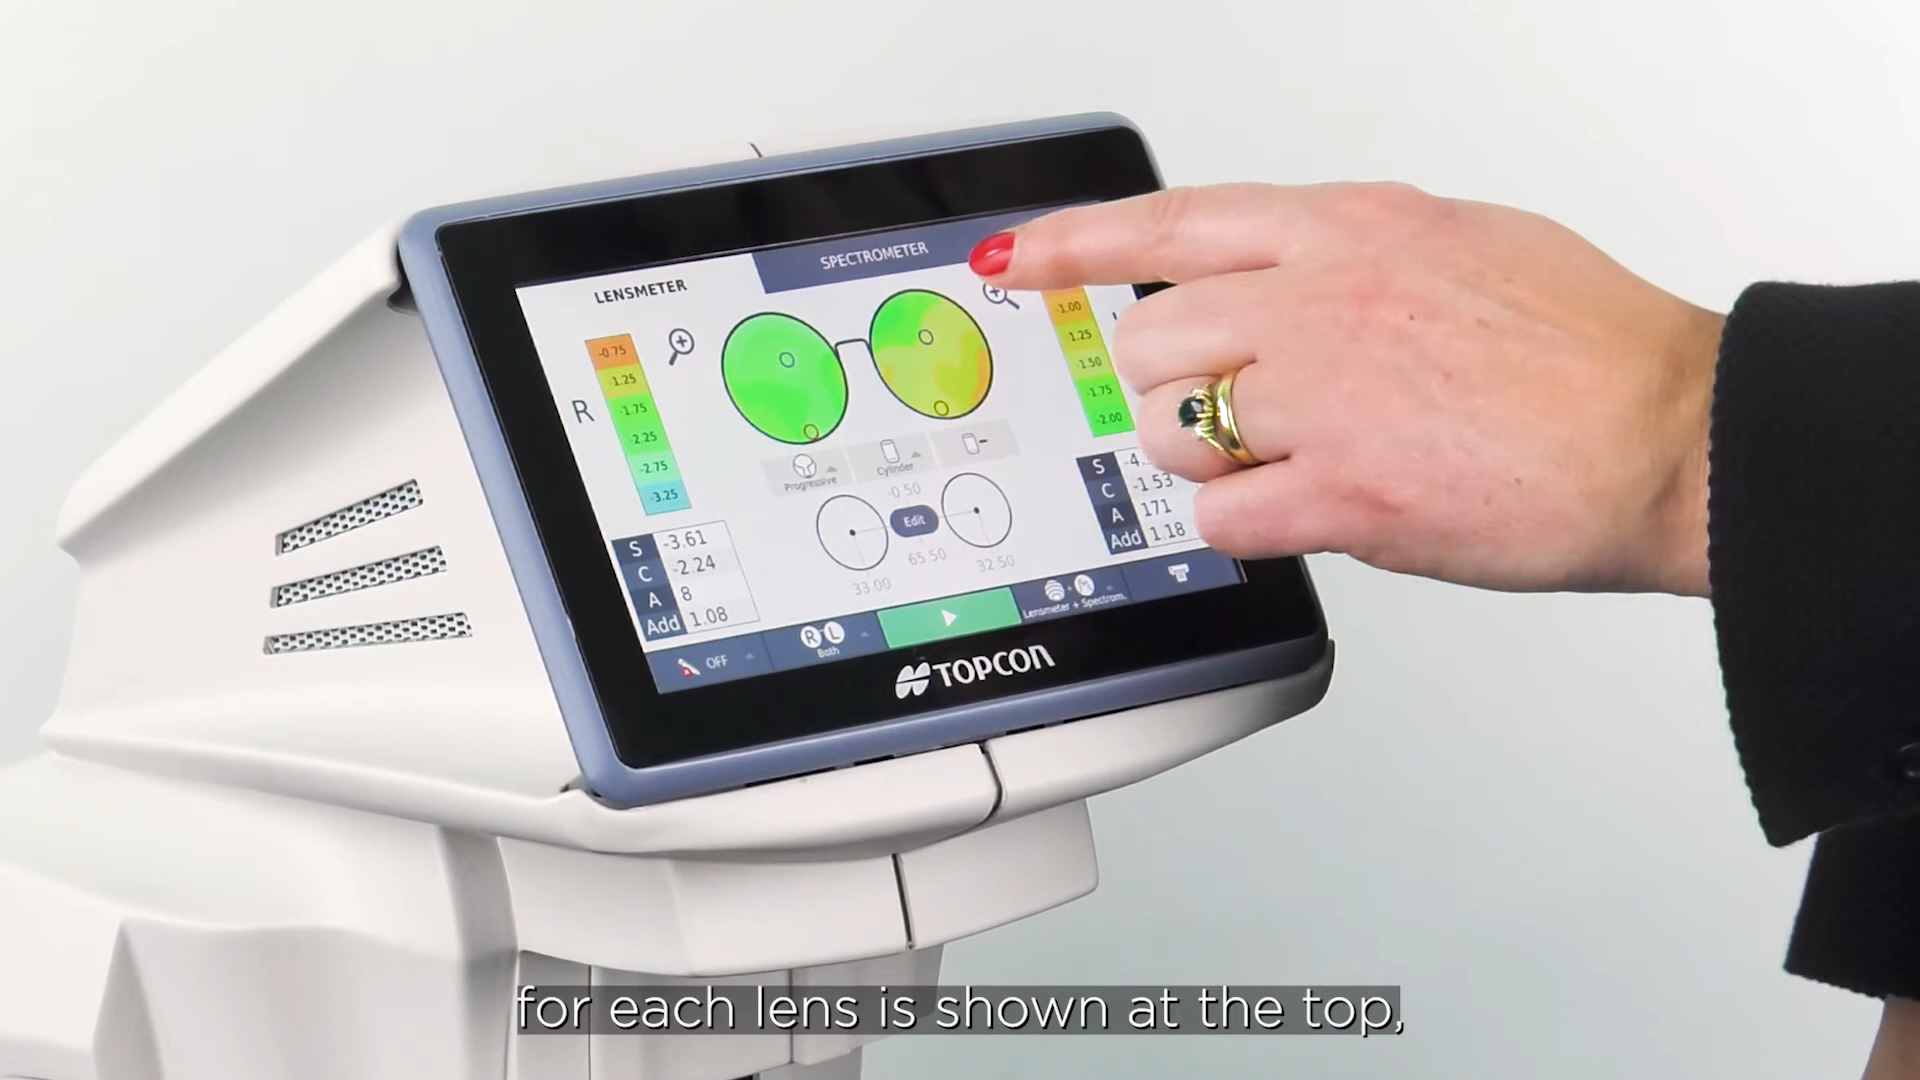 SPECTROMETER
LENSMETER
R
-0.75
-1.25
-1.75
-2.25
-2.75
-3.25
-1.00
-1.25
-1.50
-1.75
-2.00
Progressive
Cylinder
-0.50
Edit
65.50
33.00
32.50
S -3.61
C -2.24
A 8
Add 1.08
S -4.
C -1.53
A 171
Add 1.18
OFF
R L
Both
Lensmeter + Spectrom.
TOPCON
for each lens is shown at the top,